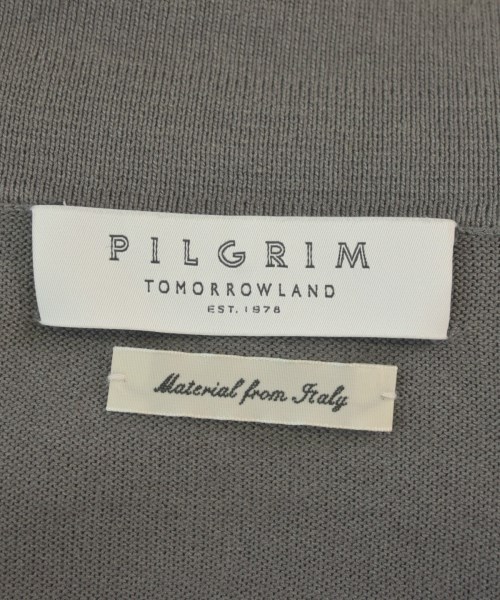 PILGRIM
TOMORROWLAND
EST. 1978
Material from Italy